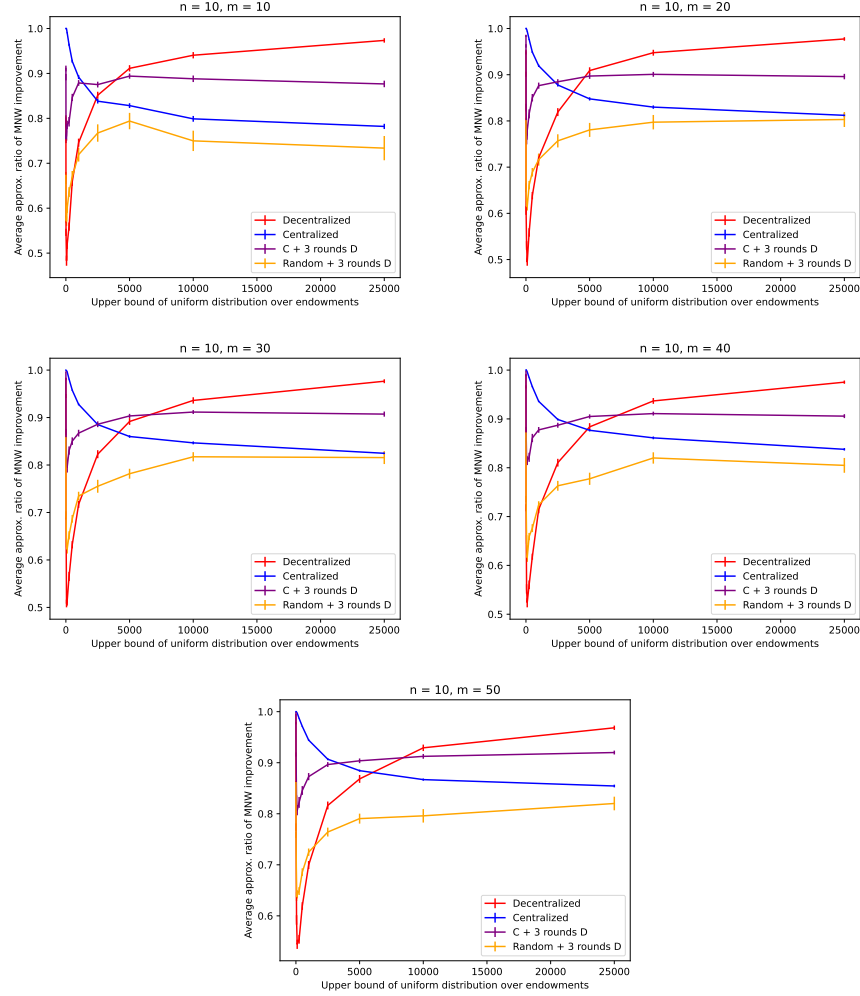 n = 10, m = 10
Average approx. ratio of MNW improvement
1.0
0.9
0.8
0.7
0.6
0.5
0
5000
10000
15000
20000
25000
Upper bound of uniform distribution over endowments
Decentralized
Centralized
C + 3 rounds D
Random + 3 rounds D
n = 10, m = 20
Average approx. ratio of MNW improvement
1.0
0.9
0.8
0.7
0.6
0.5
0
5000
10000
15000
20000
25000
Upper bound of uniform distribution over endowments
Decentralized
Centralized
C + 3 rounds D
Random + 3 rounds D
n = 10, m = 30
Average approx. ratio of MNW improvement
1.0
0.9
0.8
0.7
0.6
0.5
0
5000
10000
15000
20000
25000
Upper bound of uniform distribution over endowments
Decentralized
Centralized
C + 3 rounds D
Random + 3 rounds D
n = 10, m = 40
Average approx. ratio of MNW improvement
1.0
0.9
0.8
0.7
0.6
0.5
0
5000
10000
15000
20000
25000
Upper bound of uniform distribution over endowments
Decentralized
Centralized
C + 3 rounds D
Random + 3 rounds D
n = 10, m = 50
Average approx. ratio of MNW improvement
1.0
0.9
0.8
0.7
0.6
0
5000
10000
15000
20000
25000
Upper bound of uniform distribution over endowments
Decentralized
Centralized
C + 3 rounds D
Random + 3 rounds D